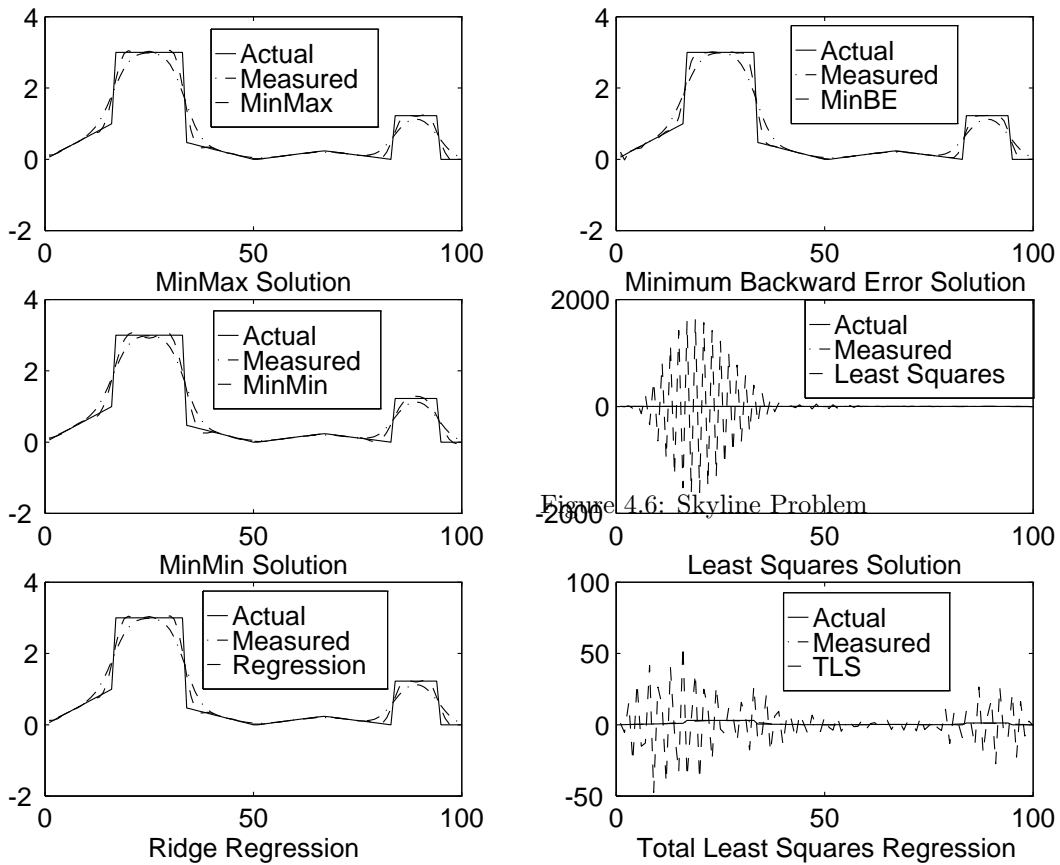 4
2
0
-2
0
50
100
Actual
Measured
MinMax
MinMax Solution
4
2
0
-2
0
50
100
Actual
Measured
MinBE
Minimum Backward Error Solution
4
2
0
-2
0
50
100
Actual
Measured
MinMin
MinMin Solution
2000
0
-2000
0
50
100
Actual
Measured
Least Squares
Figure 4.6: Skyline Problem
Least Squares Solution
4
2
0
-2
0
50
100
Actual
Measured
Regression
Ridge Regression
100
50
0
-50
0
50
100
Actual
Measured
TLS
Total Least Squares Regression